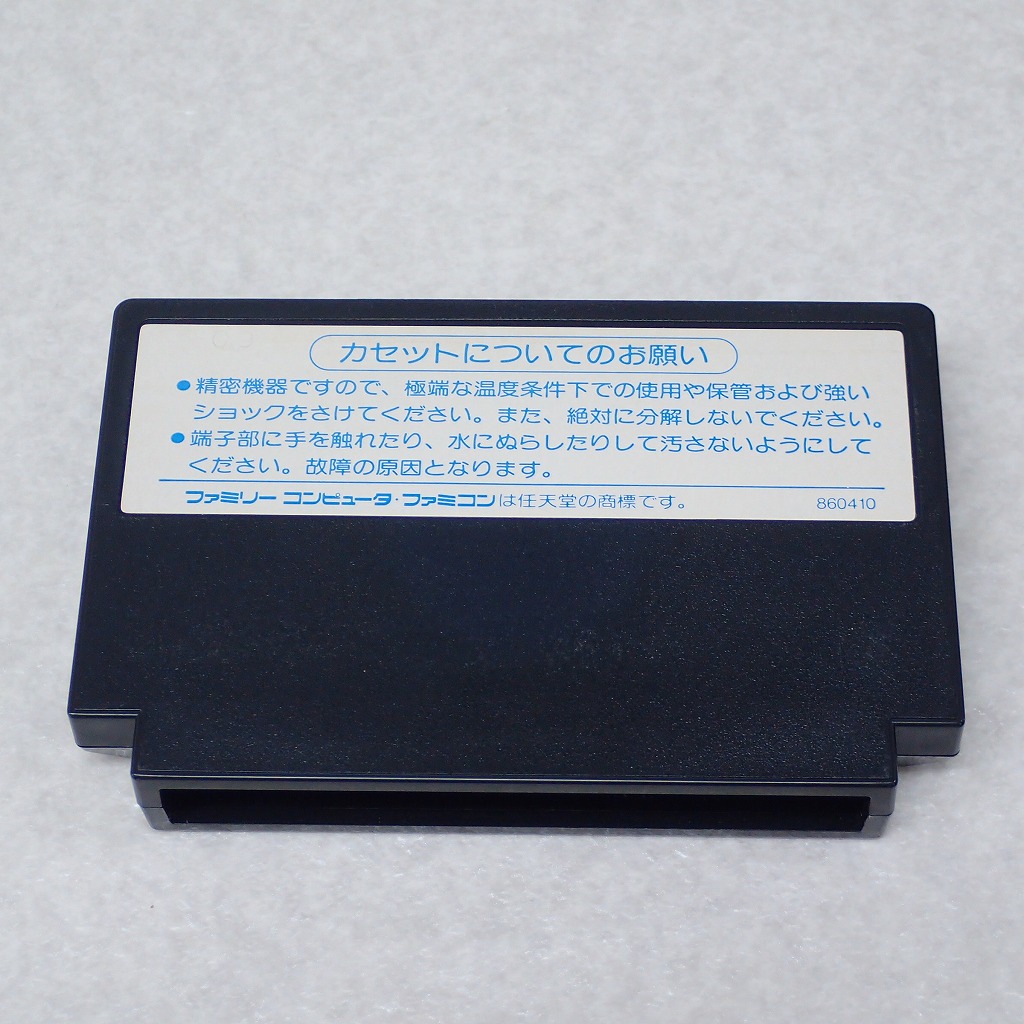 カセットについてのお願い
●精密機器ですので、極端な温度条件下での使用や保管および強い
ショックをさけてください。また、絶対に分解しないでください。
●端子部に手を触れたり、水にぬらしたりして汚さないようにして
ください。故障の原因となります。
ファミリー コンピュータ・ファミコンは任天堂の商標です。 860410